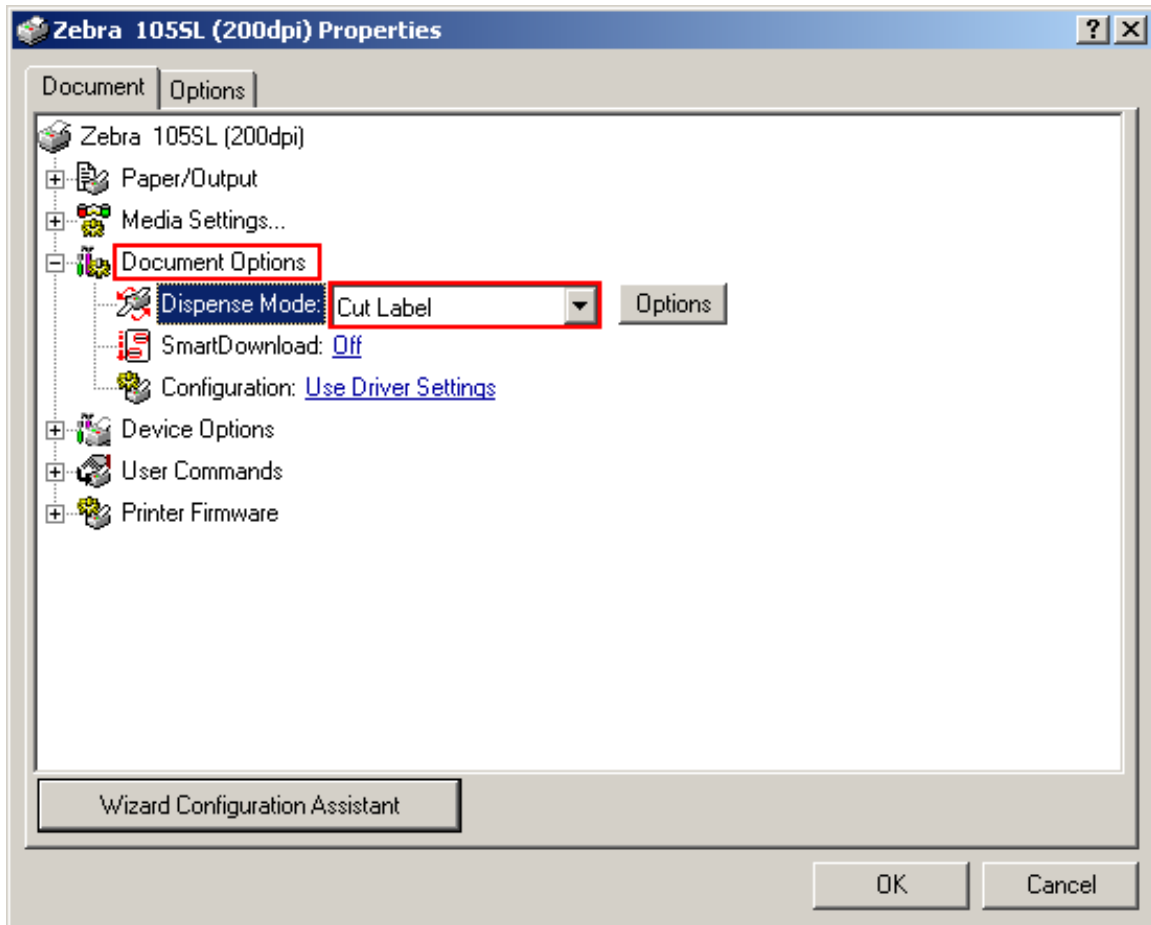 Zebra 105SL (200dpi) Properties
Document Options
Zebra 105SL (200dpi)
Paper/Output
Media Settings...
Document Options
Dispense Mode: Cut Label Options
SmartDownload: Off
Configuration: Use Driver Settings
Device Options
User Commands
Printer Firmware
Wizard Configuration Assistant
OK Cancel